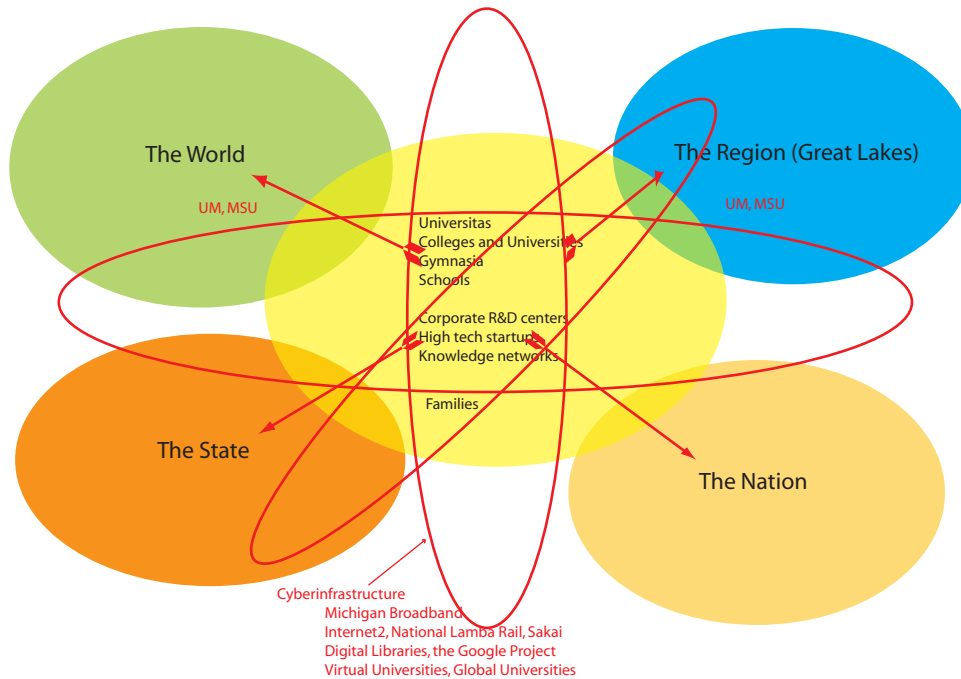 The World
The Region (Great Lakes)
UM, MSU
UM, MSU
Universitas
Colleges and Universities
Gymnasia
Schools
Corporate R&D centers
High tech startups
Knowledge networks
Families
The State
The Nation
Cyberinfrastructure
Michigan Broadband
Internet2, National Lamba Rail, Sakai
Digital Libraries, the Google Project
Virtual Universities, Global Universities